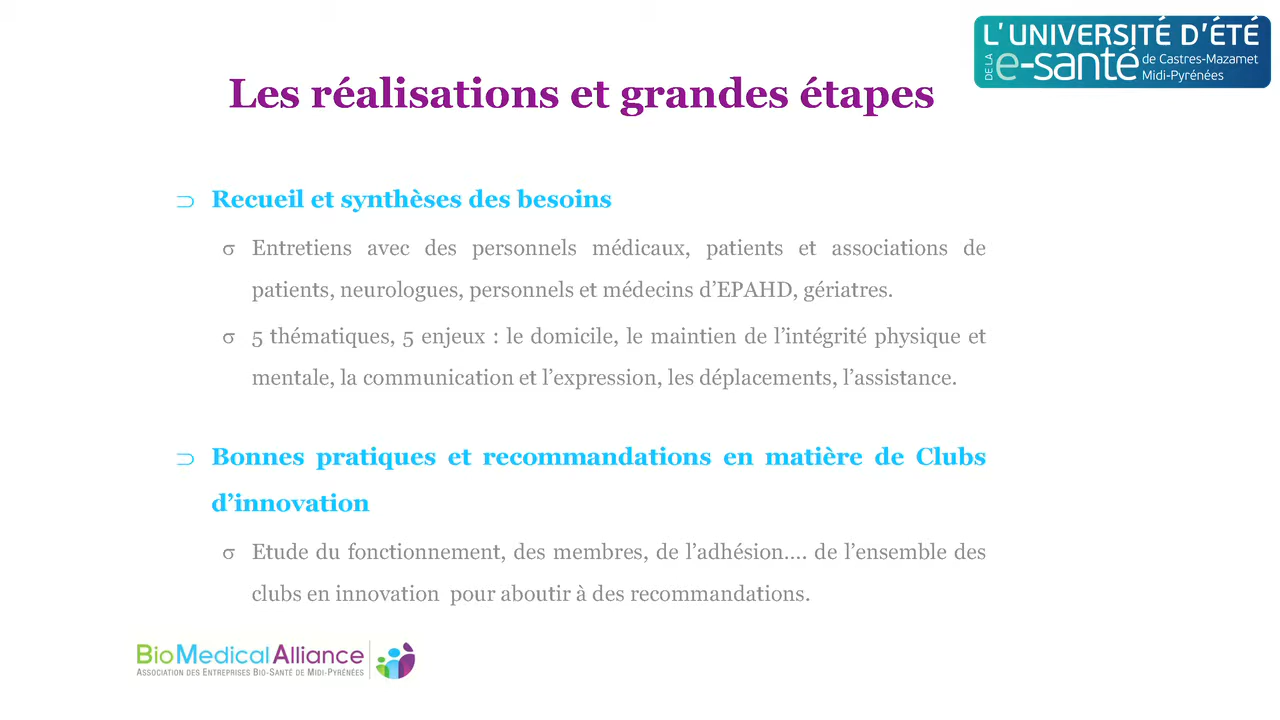 L'UNIVERSITÉ D'ÉTÉ
DE LA e-santé de Castres-Mazamet
Midi-Pyrénées
Les réalisations et grandes étapes
⊃ Recueil et synthèses des besoins
σ Entretiens avec des personnels médicaux, patients et associations de
patients, neurologues, personnels et médecins d’EPAHD, gériatres.
σ 5 thématiques, 5 enjeux : le domicile, le maintien de l’intégrité physique et
mentale, la communication et l’expression, les déplacements, l’assistance.
⊃ Bonnes pratiques et recommandations en matière de Clubs
d’innovation
σ Etude du fonctionnement, des membres, de l’adhésion…. de l’ensemble des
clubs en innovation  pour aboutir à des recommandations.
BioMedical Alliance
ASSOCIATION DES ENTREPRISES BIO-SANTÉ DE MIDI-PYRÉNÉES